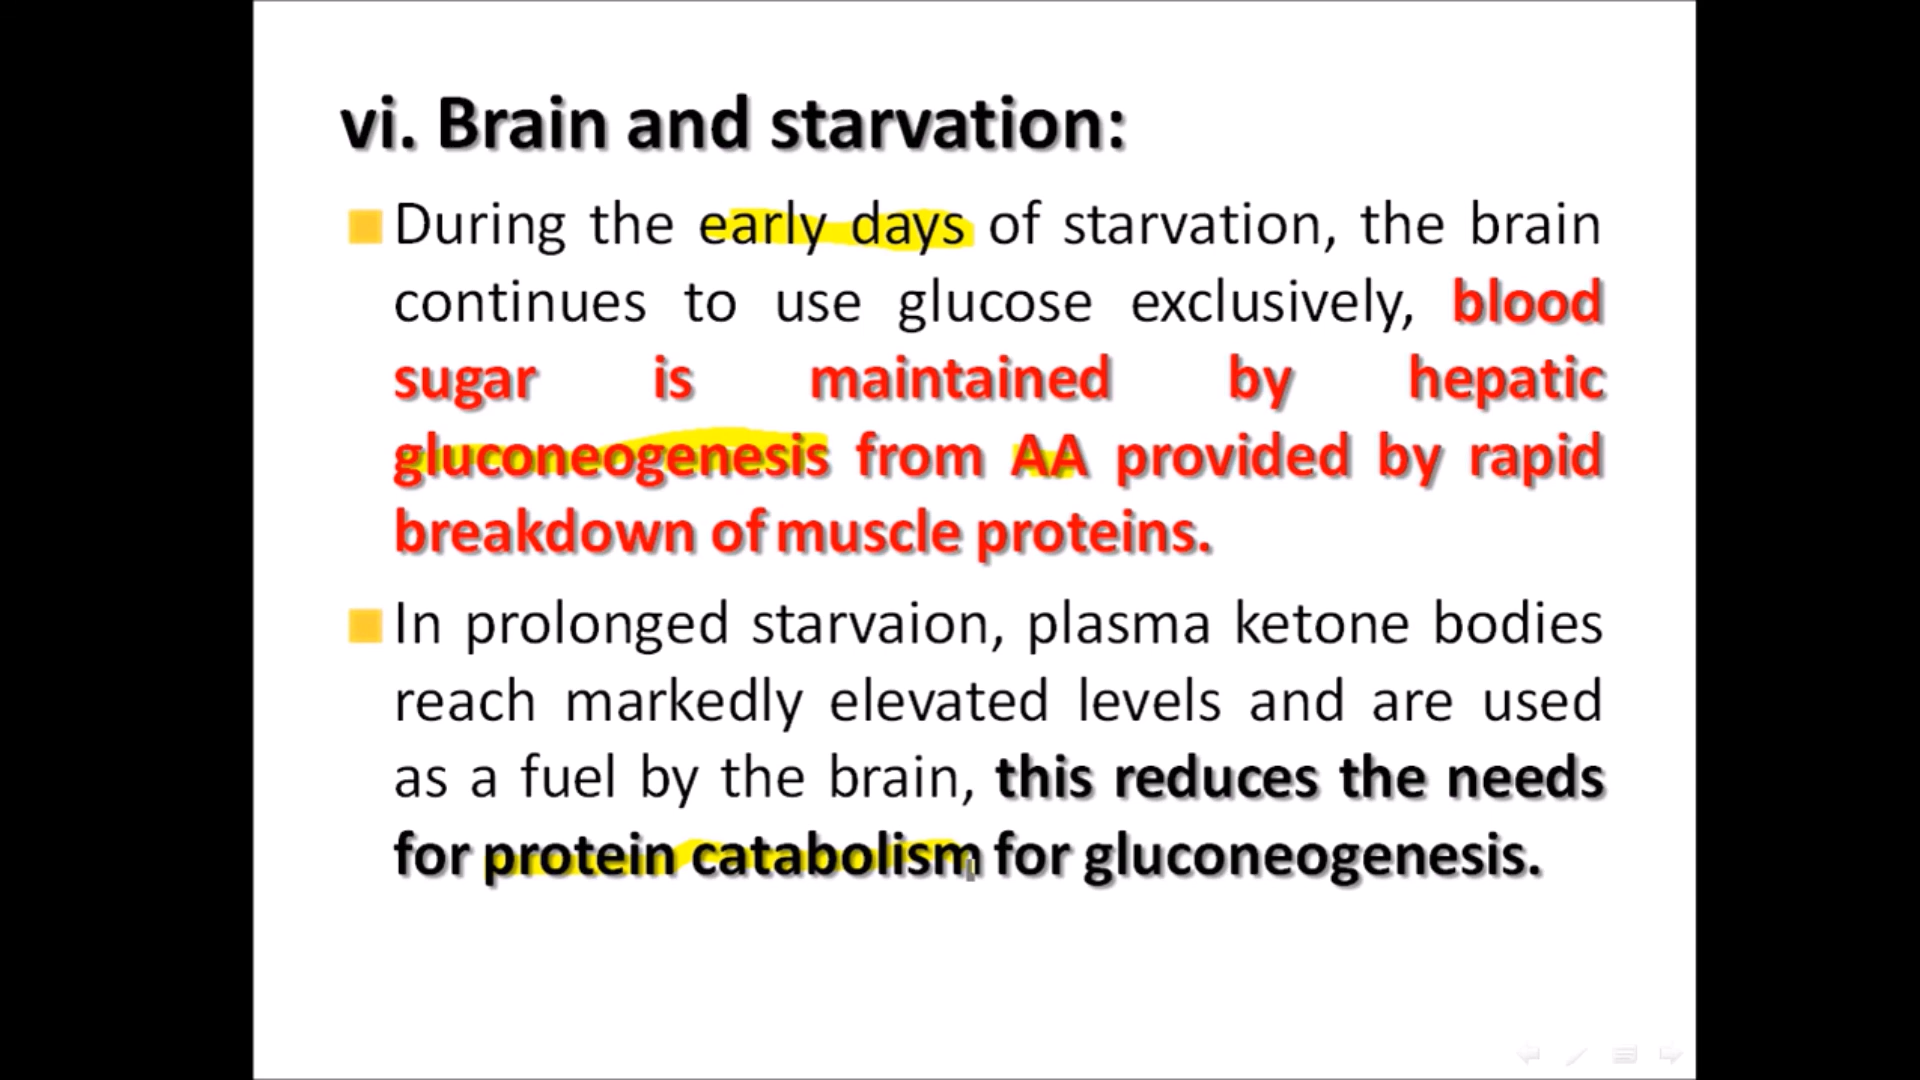 vi. Brain and starvation:
During the early days of starvation, the brain
continues to use glucose exclusively, blood
sugar is maintained by hepatic
gluconeogenesis from AA provided by rapid
breakdown of muscle proteins.
In prolonged starvaion, plasma ketone bodies
reach markedly elevated levels and are used
as a fuel by the brain, this reduces the needs
for protein catabolism for gluconeogenesis.